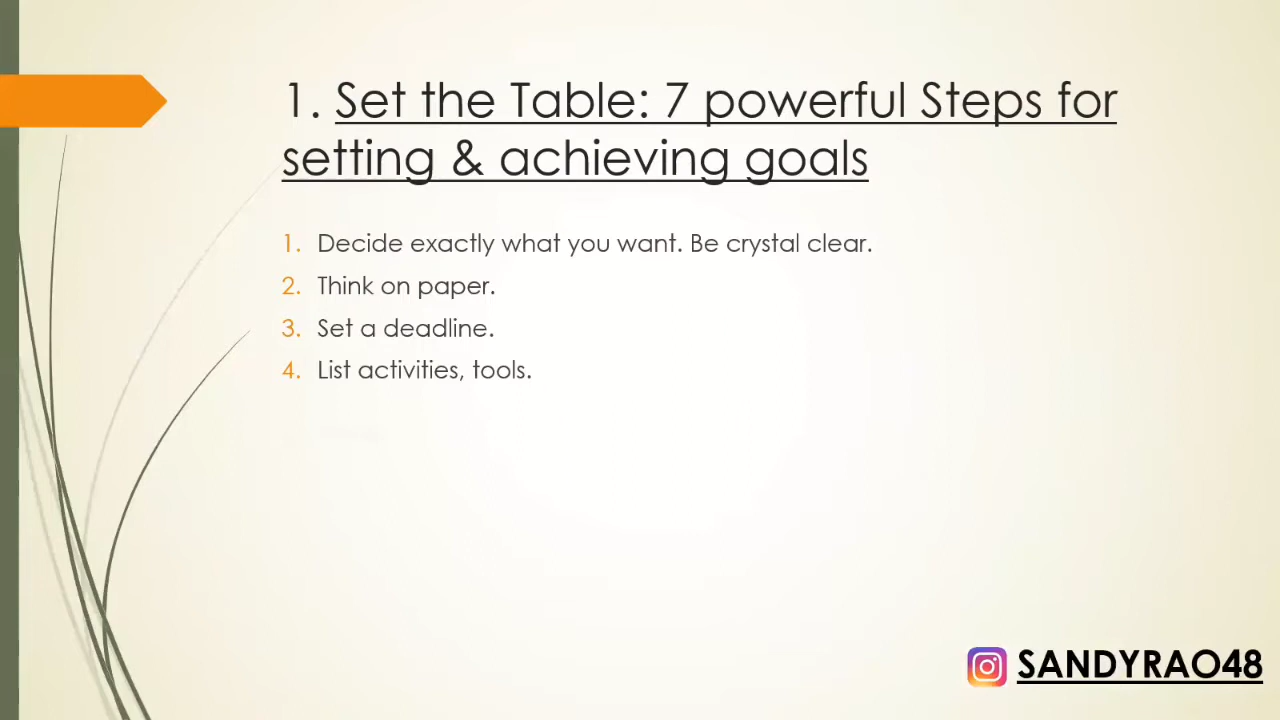 1. Set the Table: 7 powerful Steps for
setting & achieving goals
1. Decide exactly what you want. Be crystal clear.
2. Think on paper.
3. Set a deadline.
4. List activities, tools.
SANDYRAO48